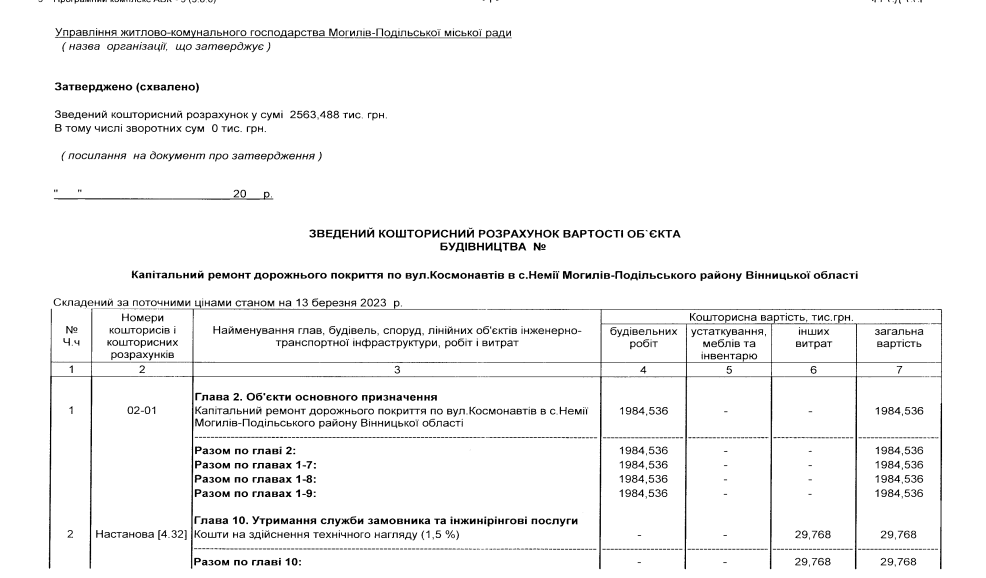 Програмний комплекс АВК - 5 (3.8.0)
Управління житлово-комунального господарства Могилів-Подільської міської ради
( назва організації, що затверджує )
Затверджено (схвалено)
Зведений кошторисний розрахунок у сумі 2563,488 тис. грн.
В тому числі зворотних сум 0 тис. грн.
( посилання на документ про затвердження )
" " 20 р.
ЗВЕДЕНИЙ КОШТОРИСНИЙ РОЗРАХУНОК ВАРТОСТІ ОБ`ЄКТА
БУДІВНИЦТВА №
Капітальний ремонт дорожнього покриття по вул.Космонавтів в с.Немії Могилів-Подільського району Вінницької області
Складений за поточними цінами станом на 13 березня 2023 р.
№ Ч.ч
Номери кошторисів і кошторисних розрахунків
Найменування глав, будівель, споруд, лінійних об'єктів інженерно-
транспортної інфраструктури, робіт і витрат
Кошторисна вартість, тис.грн.
будівельних робіт
устаткування, меблів та інвентарю
інших витрат
загальна вартість
1 2 3 4 5 6 7
Глава 2. Об'єкти основного призначення
1 02-01 Капітальний ремонт дорожнього покриття по вул.Космонавтів в с.Немії 1984,536 - - 1984,536
Могилів-Подільського району Вінницької області
Разом по главі 2: 1984,536 - - 1984,536
Разом по главах 1-7: 1984,536 - - 1984,536
Разом по главах 1-8: 1984,536 - - 1984,536
Разом по главах 1-9: 1984,536 - - 1984,536
Глава 10. Утримання служби замовника та інжинірінгові послуги
2 Настанова [4.32] Кошти на здійснення технічного нагляду (1,5 %) - - 29,768 29,768
Разом по главі 10: - - 29,768 29,768